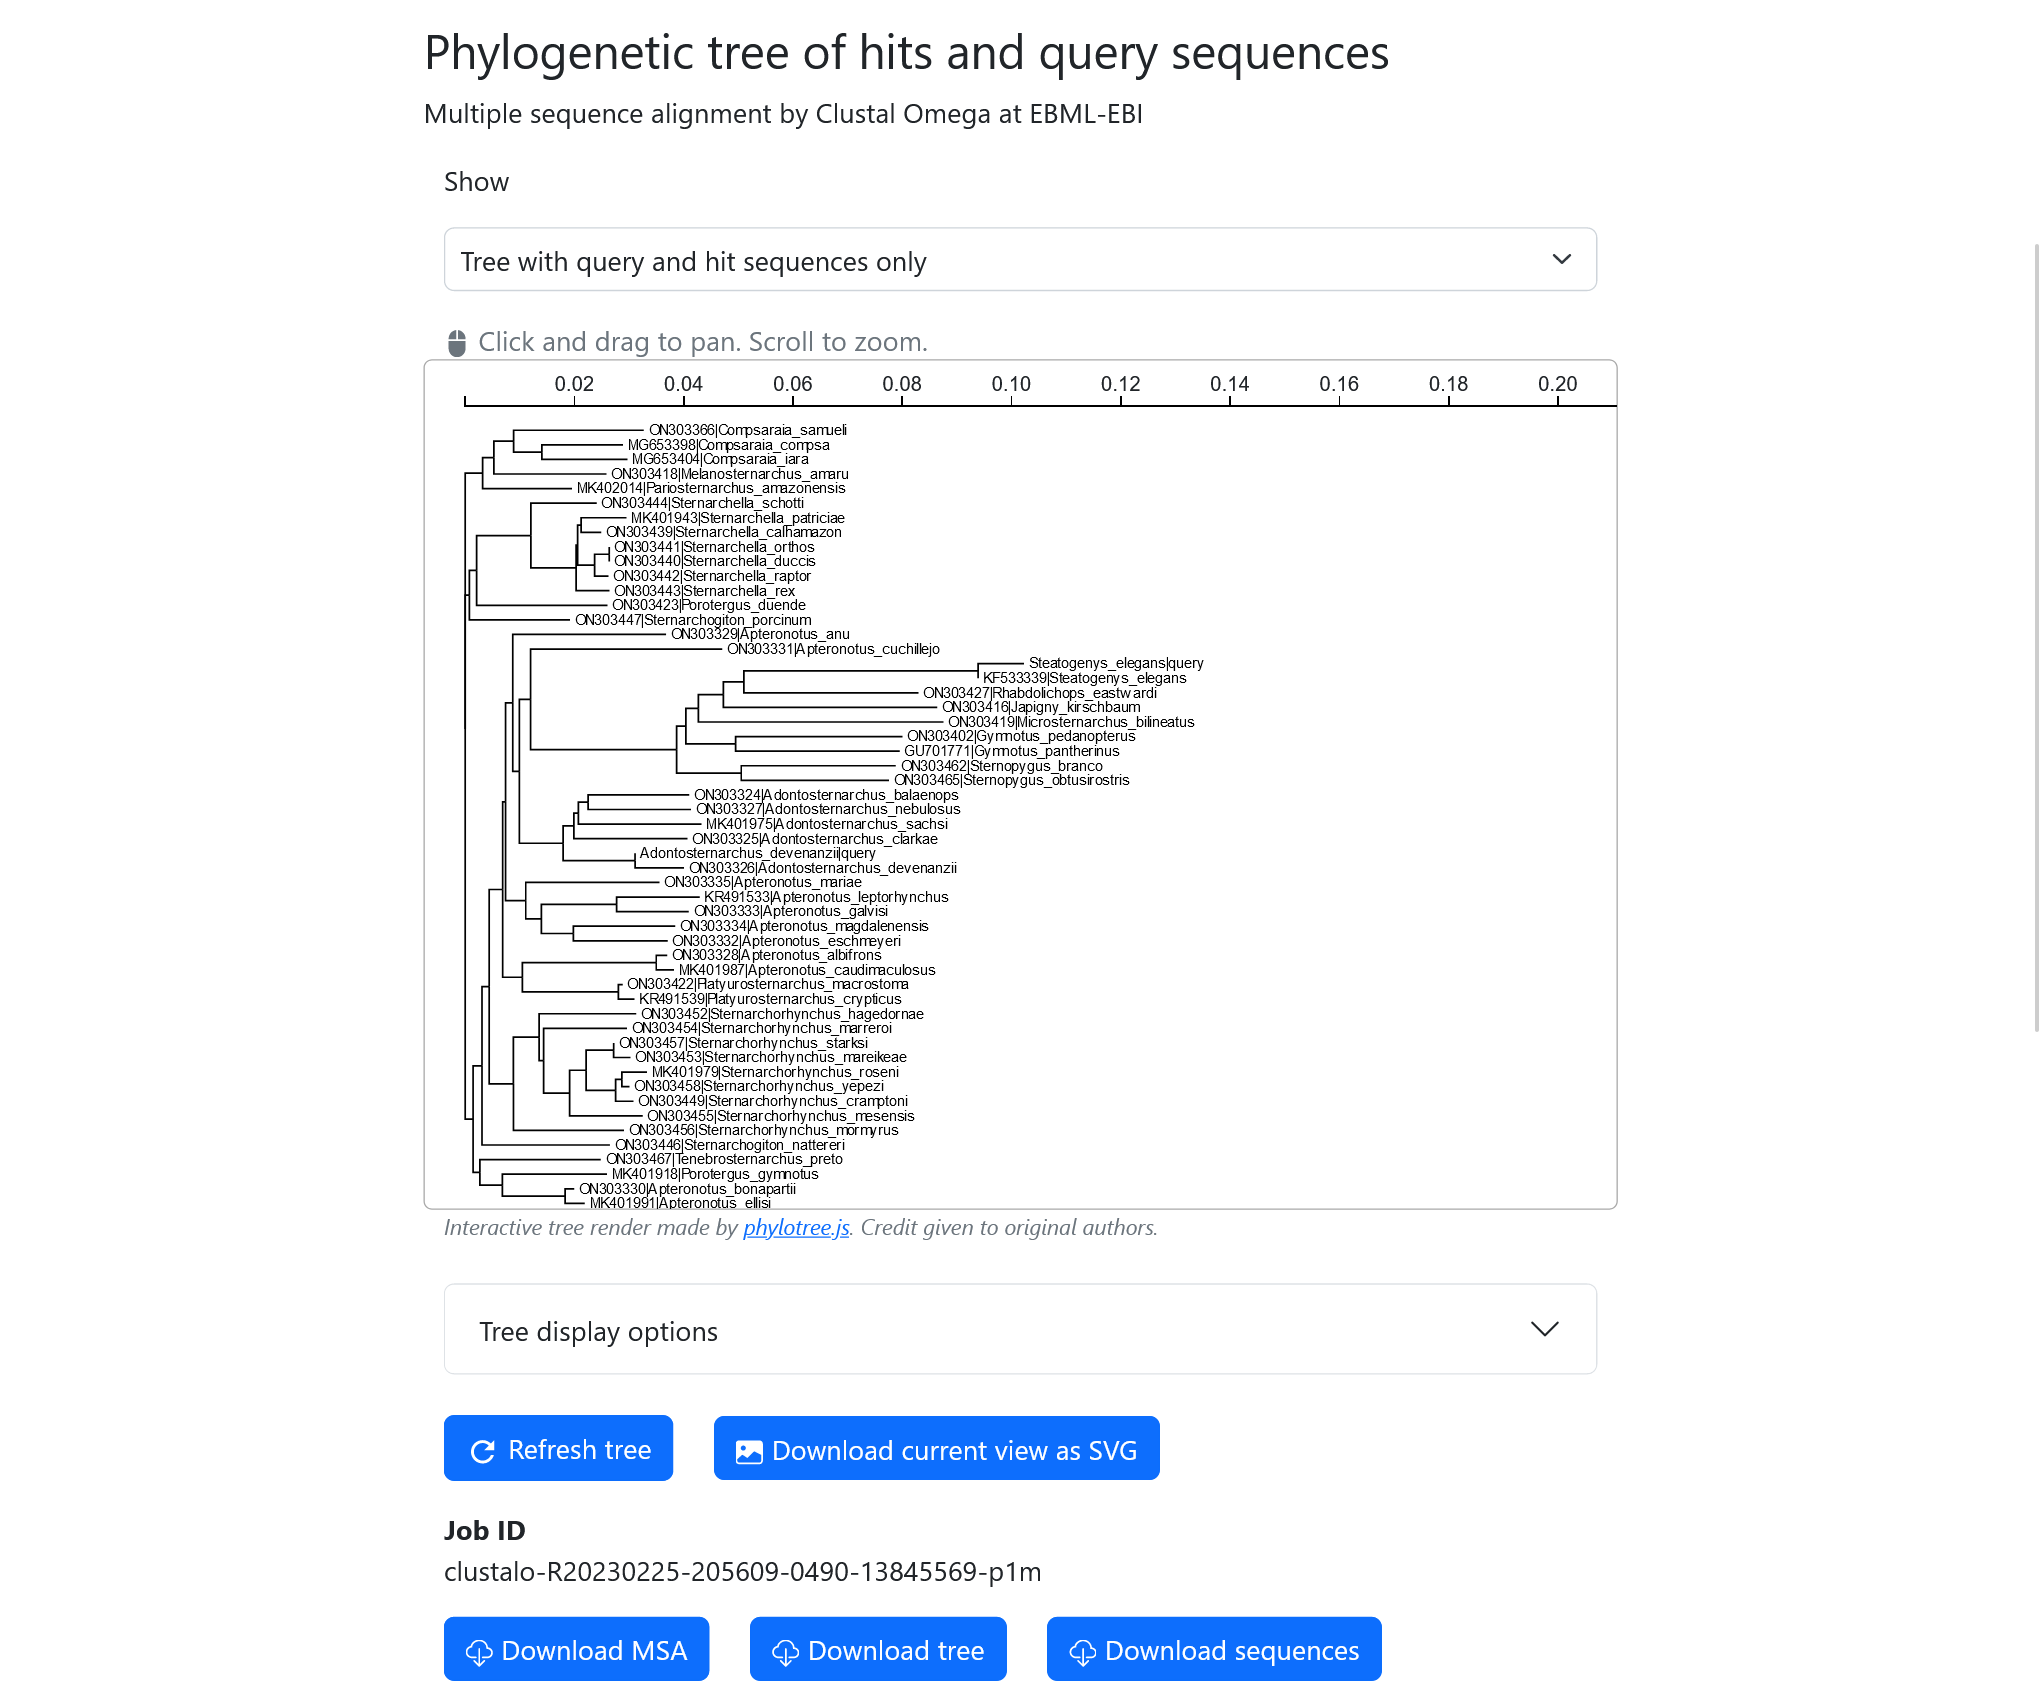 Phylogenetic tree of hits and query sequences
Multiple sequence alignment by Clustal Omega at EBML-EBI
Show
Tree with query and hit sequences only
Click and drag to pan. Scroll to zoom.
0.02 0.04 0.06 0.08 0.10 0.12 0.14 0.16 0.18 0.20
ON303366|Compsaraia_samueli
MG653398|Compsaraia_compsa
MG653404|Compsaraia_iara
ON303418|Melanosternarchus_amaru
MK402014|Pariosternarchus_amazonensis
ON303444|Sternarchella_schotti
MK401943|Sternarchella_patriciae
ON303439|Sternarchella_calhamazon
ON303441|Sternarchella_orthos
ON303440|Sternarchella_duccis
ON303442|Sternarchella_raptor
ON303443|Sternarchella_rex
ON303423|Porotergus_duende
ON303447|Sternarchogiton_porcinum
ON303329|Apteronotus_anu
ON303331|Apteronotus_cuchillejo
Steatogenys_elegans|query
KF533339|Steatogenys_elegans
ON303427|Rhabdolichops_eastwardi
ON303416|Japigny_kirschbaum
ON303419|Microsternarchus_bilineatus
ON303402|Gymnotus_pedanopterus
GU701771|Gymnotus_pantherinus
ON303462|Sternopygus_branco
ON303465|Sternopygus_obtusirostris
ON303324|Adontosternarchus_balaenops
ON303327|Adontosternarchus_nebulosus
MK401975|Adontosternarchus_sachsi
ON303325|Adontosternarchus_clarkae
Adontosternarchus_devenanzii|query
ON303326|Adontosternarchus_devenanzii
ON303335|Apteronotus_mariae
KR491533|Apteronotus_leptorhynchus
ON303333|Apteronotus_galvisi
ON303334|Apteronotus_magdalenensis
ON303332|Apteronotus_eschmeyeri
ON303328|Apteronotus_albifrons
MK401987|Apteronotus_caudimaculosus
ON303422|Platyurosternarchus_macrostoma
KR491539|Platyurosternarchus_crypticus
ON303452|Sternarchorhynchus_hagedornae
ON303454|Sternarchorhynchus_marreroi
ON303457|Sternarchorhynchus_starksi
ON303453|Sternarchorhynchus_mareikeae
MK401979|Sternarchorhynchus_roseni
ON303458|Sternarchorhynchus_yepezi
ON303449|Sternarchorhynchus_cramptoni
ON303455|Sternarchorhynchus_mesensis
ON303456|Sternarchorhynchus_mormyrus
ON303446|Sternarchogiton_nattereri
ON303467|Tenebrosternarchus_preto
MK401918|Porotergus_gymnotus
ON303330|Apteronotus_bonapartii
MK401991|Apteronotus_ellisi
Interactive tree render made by phylotree.js. Credit given to original authors.
Tree display options
Refresh tree
Download current view as SVG
Job ID
clustalo-R20230225-205609-0490-13845569-p1m
Download MSA
Download tree
Download sequences